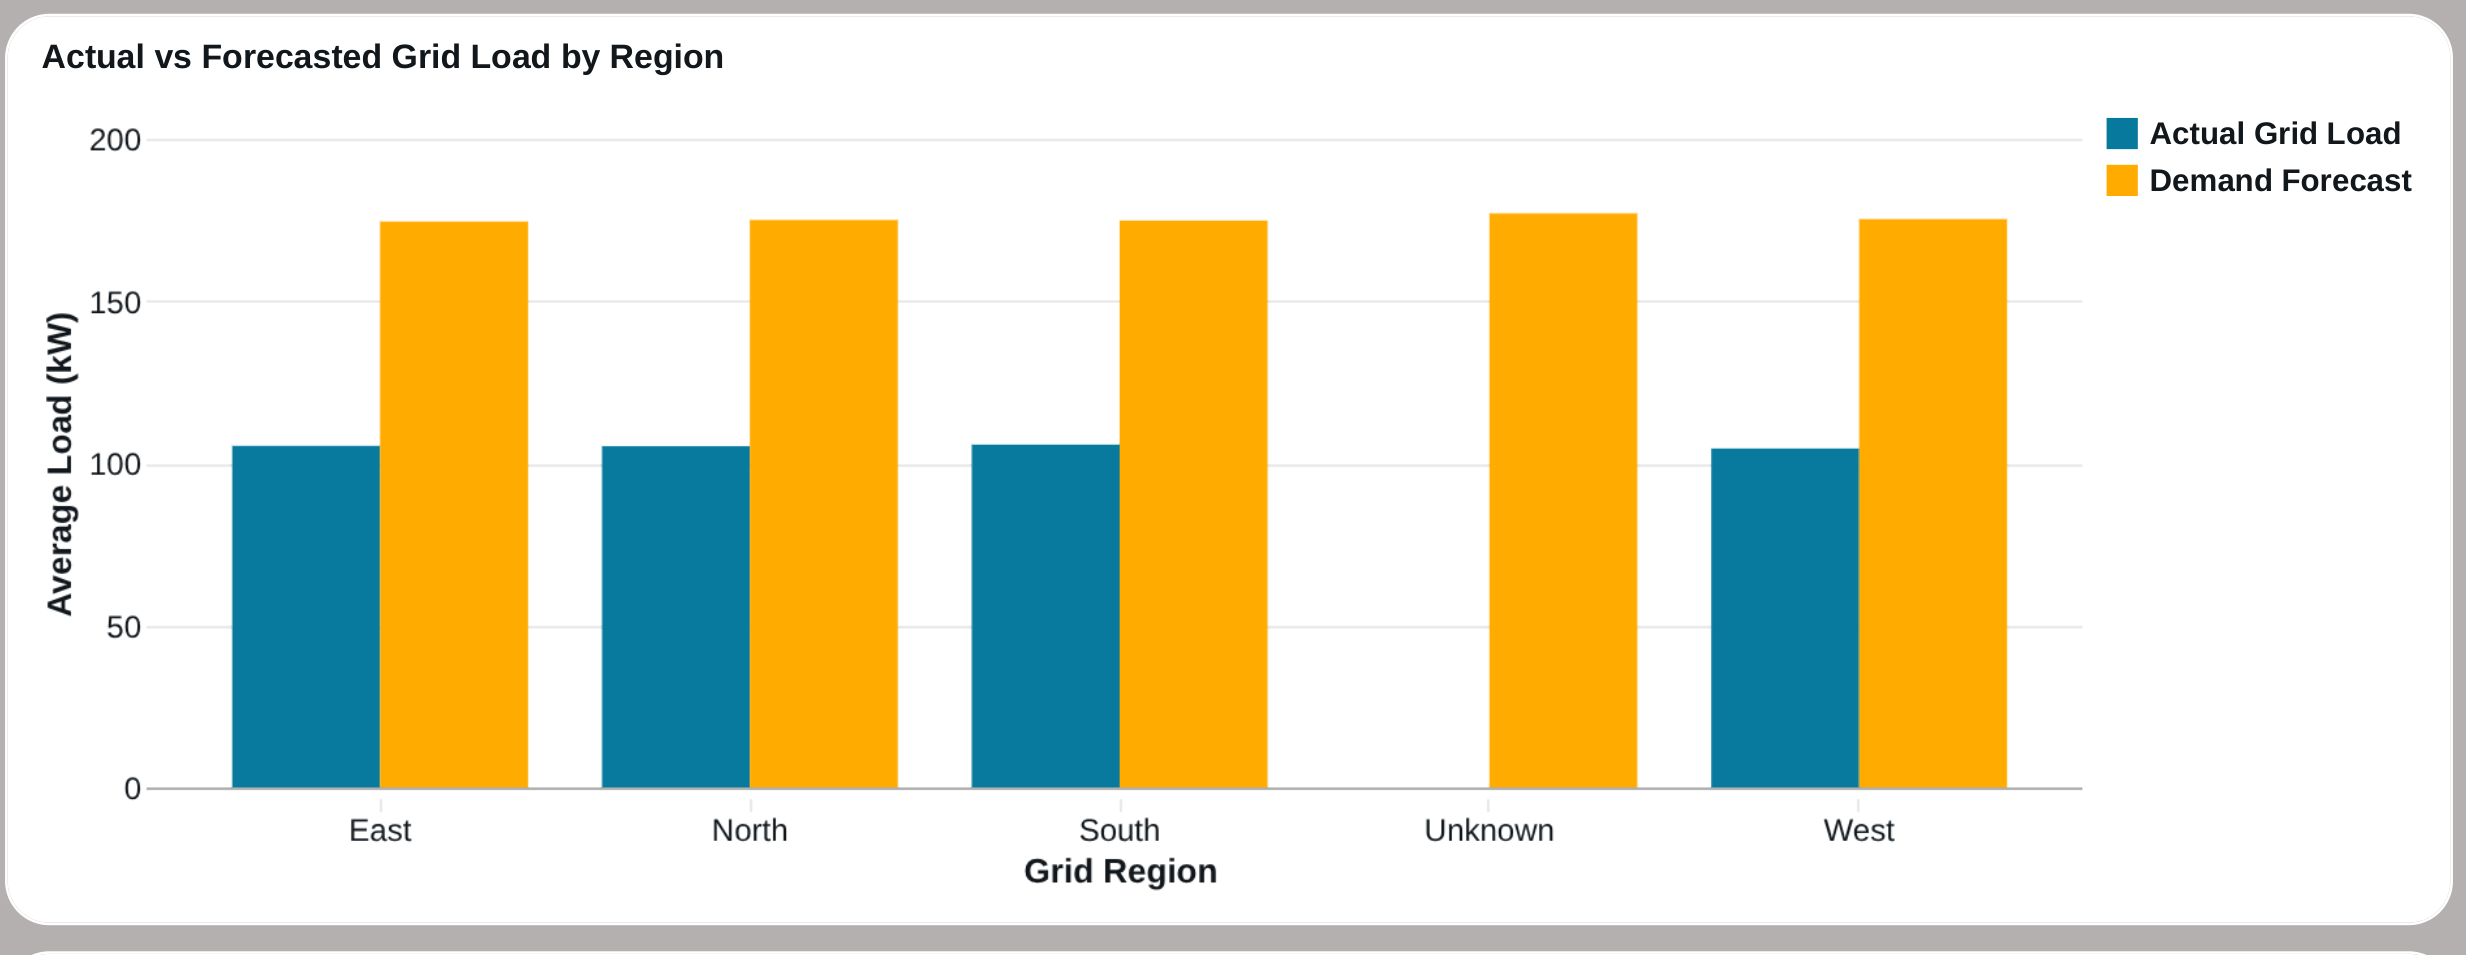 Actual vs Forecasted Grid Load by Region
Actual Grid Load
Demand Forecast
Average Load (kW)
200
150
100
50
0
East
North
South
Unknown
West
Grid Region